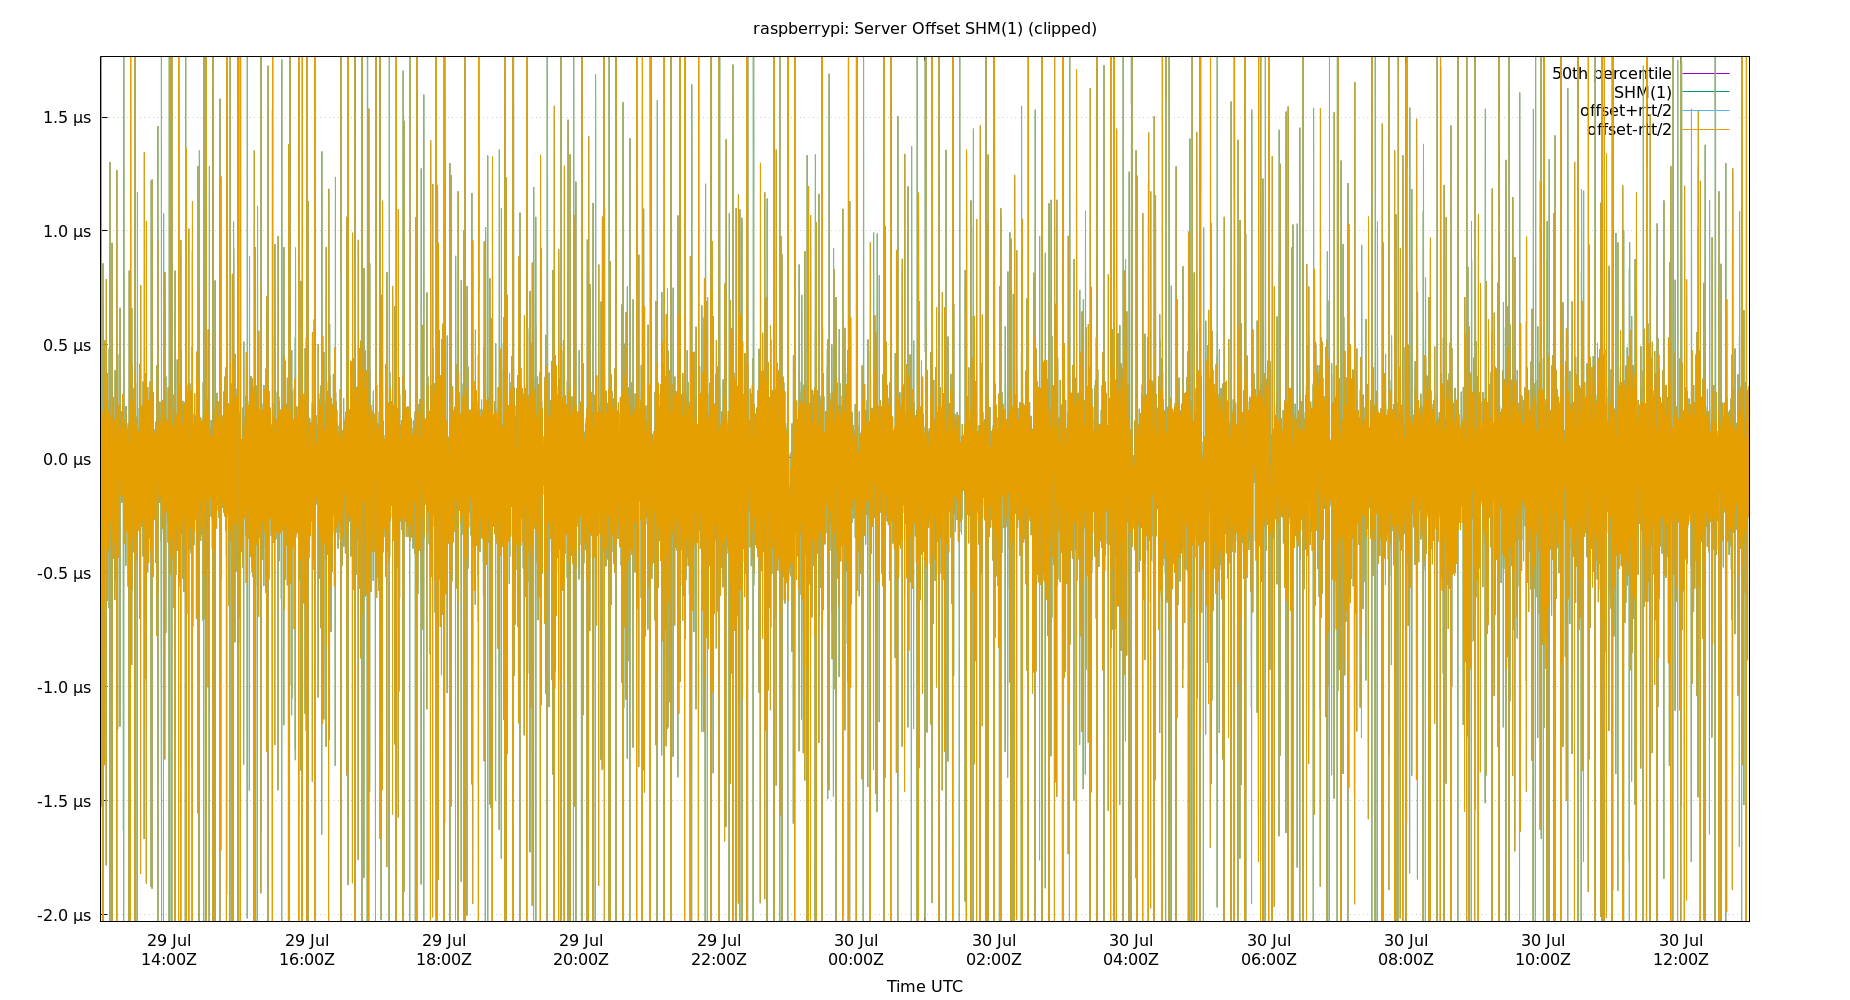 raspberrypi: Server Offset SHM(1) (clipped)
50th percentile
SHM(1)
offset+rtt/2
offset-rtt/2
1.5 µs
1.0 µs
0.5 µs
0.0 µs
-0.5 µs
-1.0 µs
-1.5 µs
-2.0 µs
29 Jul 29 Jul 29 Jul 29 Jul 29 Jul 30 Jul 30 Jul 30 Jul 30 Jul 30 Jul 30 Jul 30 Jul
14:00Z 16:00Z 18:00Z 20:00Z 22:00Z 00:00Z 02:00Z 04:00Z 06:00Z 08:00Z 10:00Z 12:00Z
Time UTC